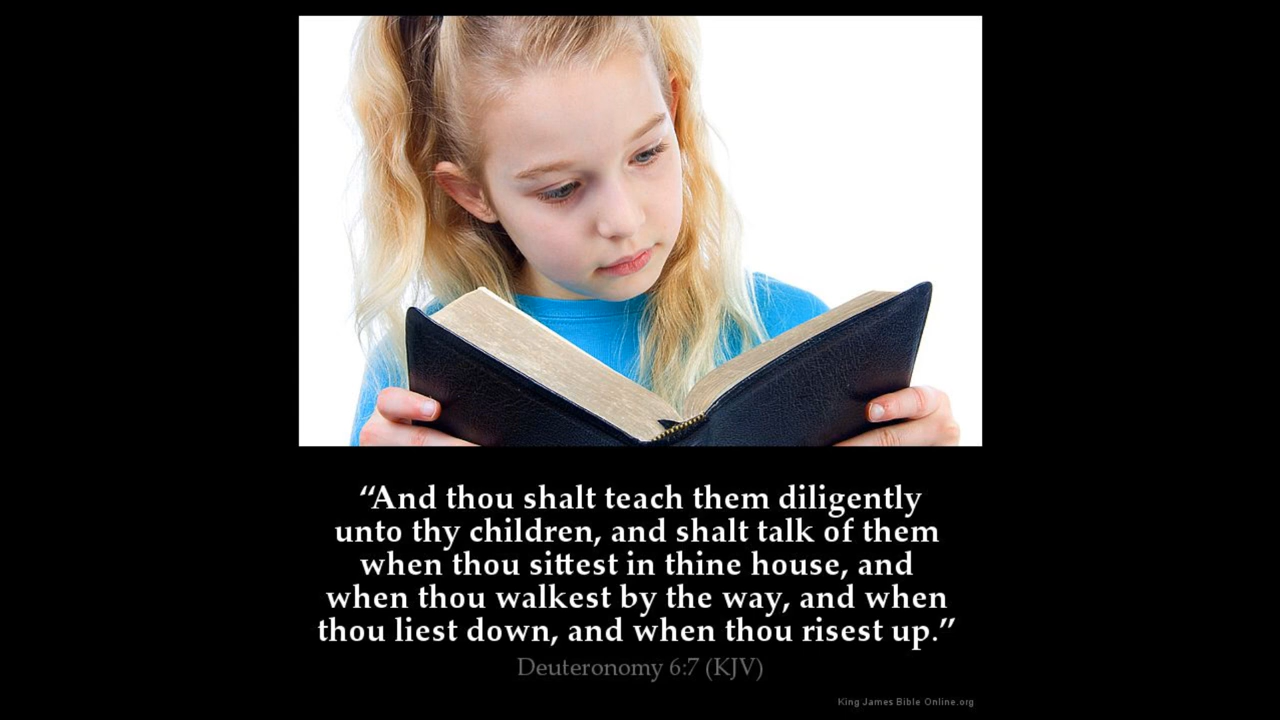 “And thou shalt teach them diligently
unto thy children, and shalt talk of them
when thou sittest in thine house, and
when thou walkest by the way, and when
thou liest down, and when thou risest up.”
Deuteronomy 6:7 (KJV)
King James Bible Online.org